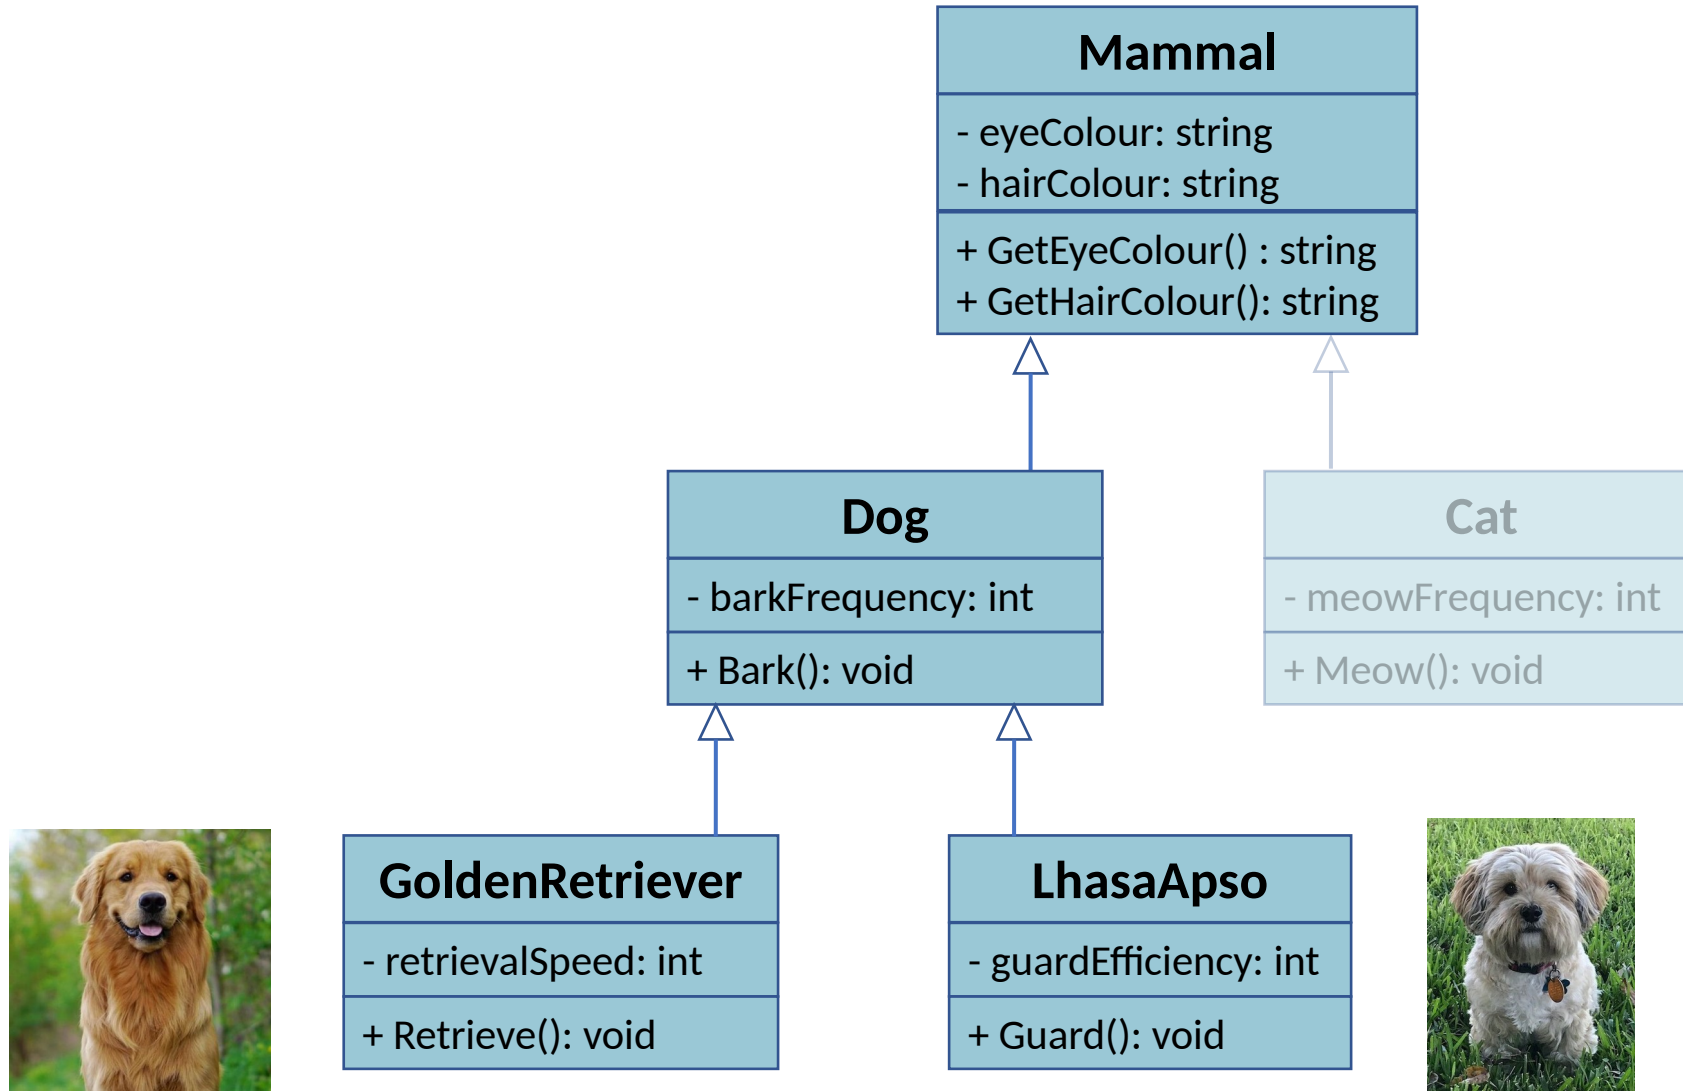 Mammal
- eyeColour: string
- hairColour: string
+ GetEyeColour() : string
+ GetHairColour(): string
Dog
- barkFrequency: int
+ Bark(): void
Cat
- meowFrequency: int
+ Meow(): void
GoldenRetriever
- retrievalSpeed: int
+ Retrieve(): void
LhasaApso
- guardEfficiency: int
+ Guard(): void